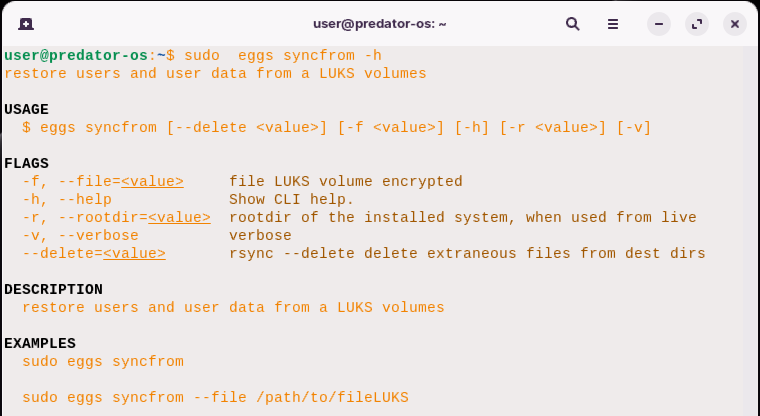 user@predator-os: ~
user@predator-os:~$ sudo  eggs syncfrom -h
restore users and user data from a LUKS volumes
USAGE
$ eggs syncfrom [--delete <value>] [-f <value>] [-h] [-r <value>] [-v]
FLAGS
-f, --file=<value>     file LUKS volume encrypted
-h, --help             Show CLI help.
-r, --rootdir=<value>  rootdir of the installed system, when used from live
-v, --verbose          verbose
--delete=<value>       rsync --delete delete extraneous files from dest dirs
DESCRIPTION
restore users and user data from a LUKS volumes
EXAMPLES
sudo eggs syncfrom
sudo eggs syncfrom --file /path/to/fileLUKS